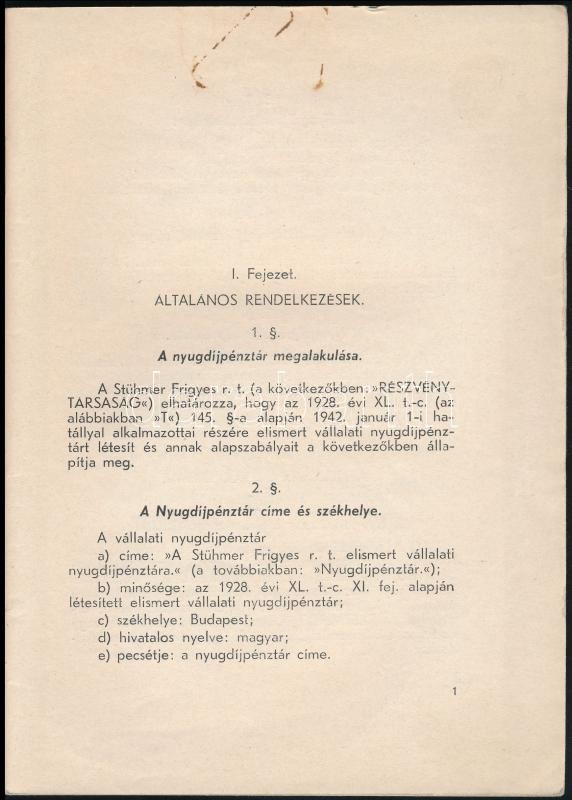 I. Fejezet.
ÁLTALÁNOS RENDELKEZÉSEK.
1. §.
A nyugdíjpénztár megalakulása.
A Stühmer Frigyes r. t. (a következőkben: »RÉSZVÉNY-
TÁRSASÁG«) elhatározza, hogy az 1928. évi XL. t.-c. (az
alábbiakban »T«) 145. §-a alapján 1942. január 1-i ha-
tállyal alkalmazottai részére elismert vállalati nyugdíjpénz-
tárt létesít és annak alapszabályait a következőkben álla-
pítja meg.
2. §.
A Nyugdíjpénztár címe és székhelye.
A vállalati nyugdíjpénztár
a) címe: »A Stühmer Frigyes r. t. elismert vállalati
nyugdíjpénztára.« (a továbbiakban: »Nyugdíjpénztár.«);
b) minősége: az 1928. évi XL. t.-c. XI. fej. alapján
létesített elismert vállalati nyugdíjpénztár;
c) székhelye: Budapest;
d) hivatalos nyelve: magyar;
e) pecsétje: a nyugdíjpénztár címe.
1